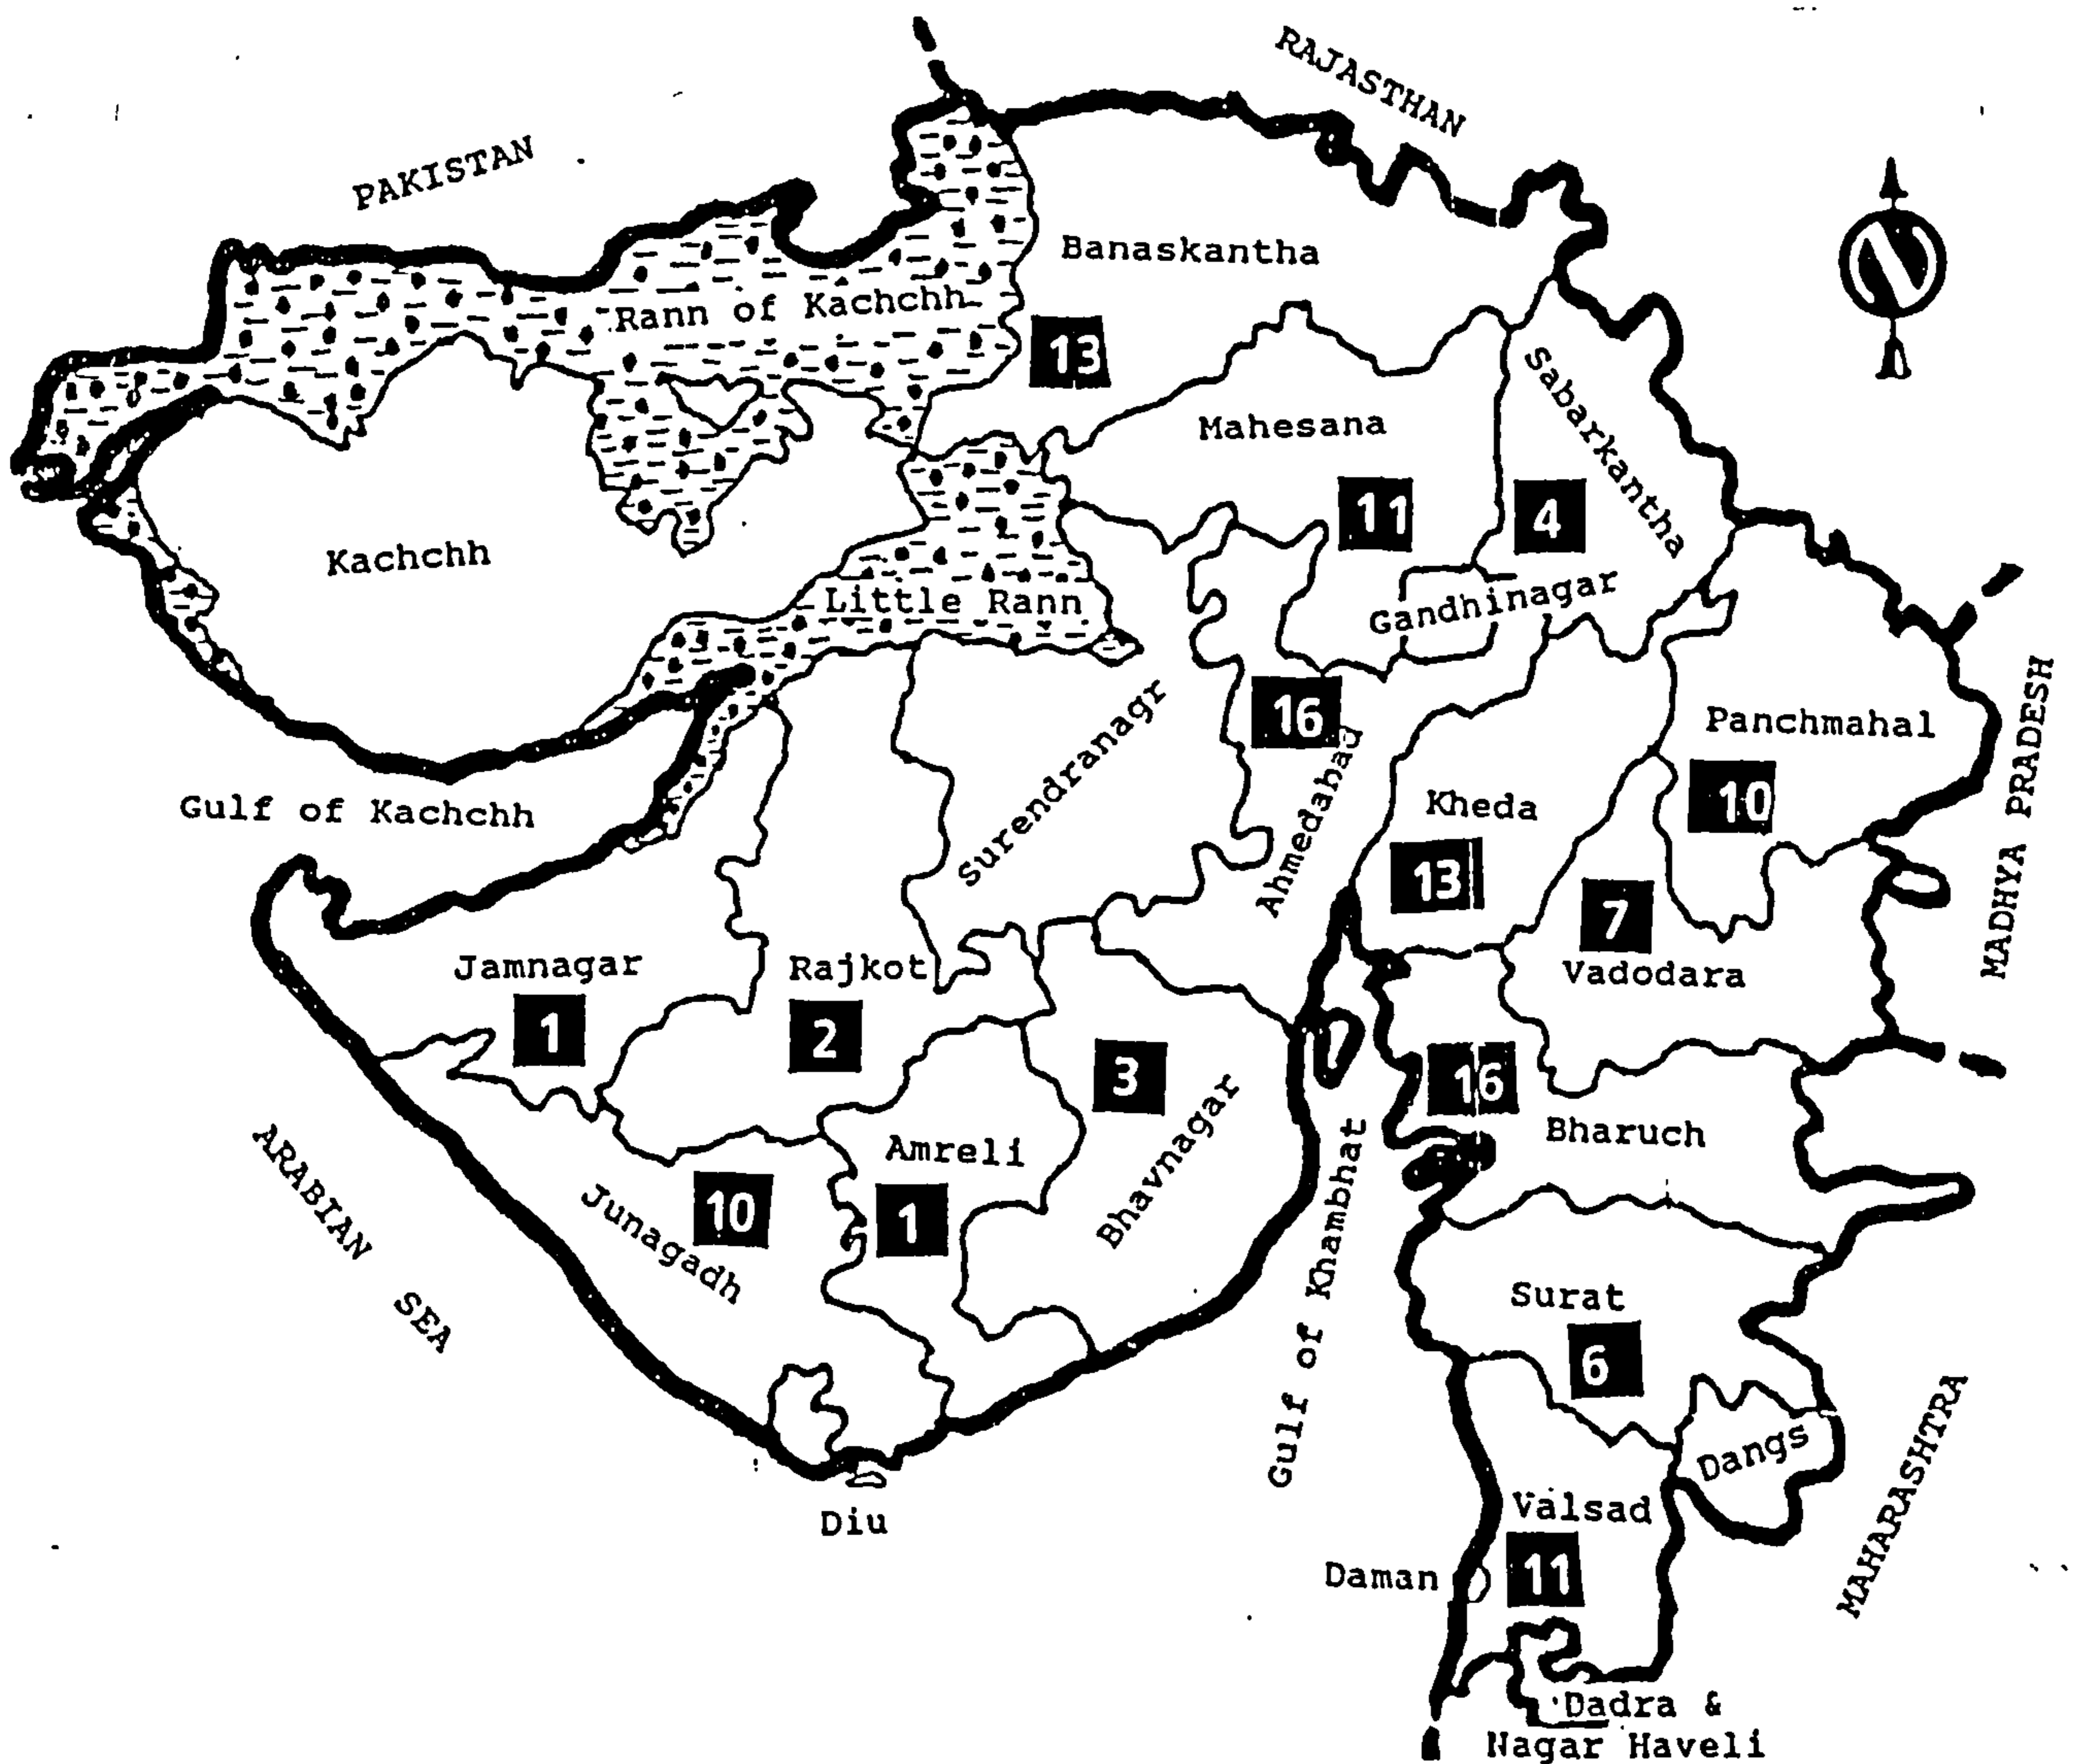 RAJASTHAN
PAKISTAN
Banaskantha
Rann of Kachchh
13
Sabarkantha
Mahesana
11
4
Kachchh
Little Rann
Gandhinagar
Surendranagr
16
Panchmahal
MADHYA PRADESH
Gulf of Kachchh
Ahmedabad
Kheda
10
13
7
Jamnagar
Rajkot
Vadodara
1
2
3
16
Bharuch
ARABIAN SEA
Amreli
Bhavnagar
Junagadh
10
1
Gulf of Khambhat
Surat
6
Dangs
MAHARASHTRA
Diu
Valsad
Daman
11
Dadra &
Nagar Haveli